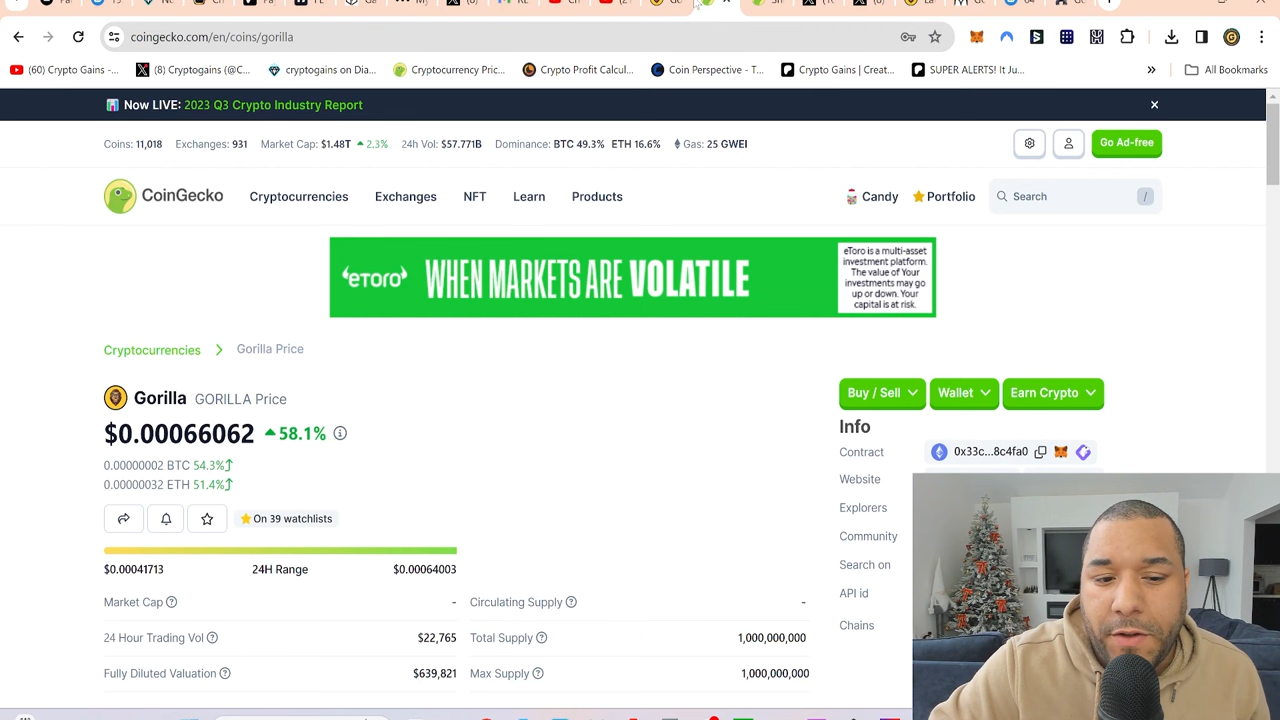 coingecko.com/en/coins/gorilla
(60) Crypto Gains -...
(8) Cryptogains (@C...
cryptogains on Dia...
Cryptocurrency Pric...
Crypto Profit Calcul...
Coin Perspective - T...
Crypto Gains | Creat...
SUPER ALERTS! It Ju...
»
All Bookmarks
Now LIVE: 2023 Q3 Crypto Industry Report
Coins: 11,018 Exchanges: 931 Market Cap: $1.48T 2.3% 24h Vol: $57.771B Dominance: BTC 49.3% ETH 16.6% Gas: 25 GWEI
Go Ad-free
CoinGecko
Cryptocurrencies Exchanges NFT Learn Products
Candy Portfolio Search /
eToro WHEN MARKETS ARE VOLATILE
eToro is a multi-asset
investment platform.
The value of Your
investments may go
up or down. Your
capital is at risk.
Cryptocurrencies > Gorilla Price
Gorilla GORILLA Price
$0.00066062 58.1%
0.00000002 BTC 54.3%
0.00000032 ETH 51.4%
On 39 watchlists
$0.00041713 24H Range $0.00064003
Market Cap -
24 Hour Trading Vol $22,765
Fully Diluted Valuation $639,821
Circulating Supply -
Total Supply 1,000,000,000
Max Supply 1,000,000,000
Buy / Sell Wallet Earn Crypto
Info
Contract 0x33c...8c4fa0
Website
Explorers
Community
Search on
API id
Chains